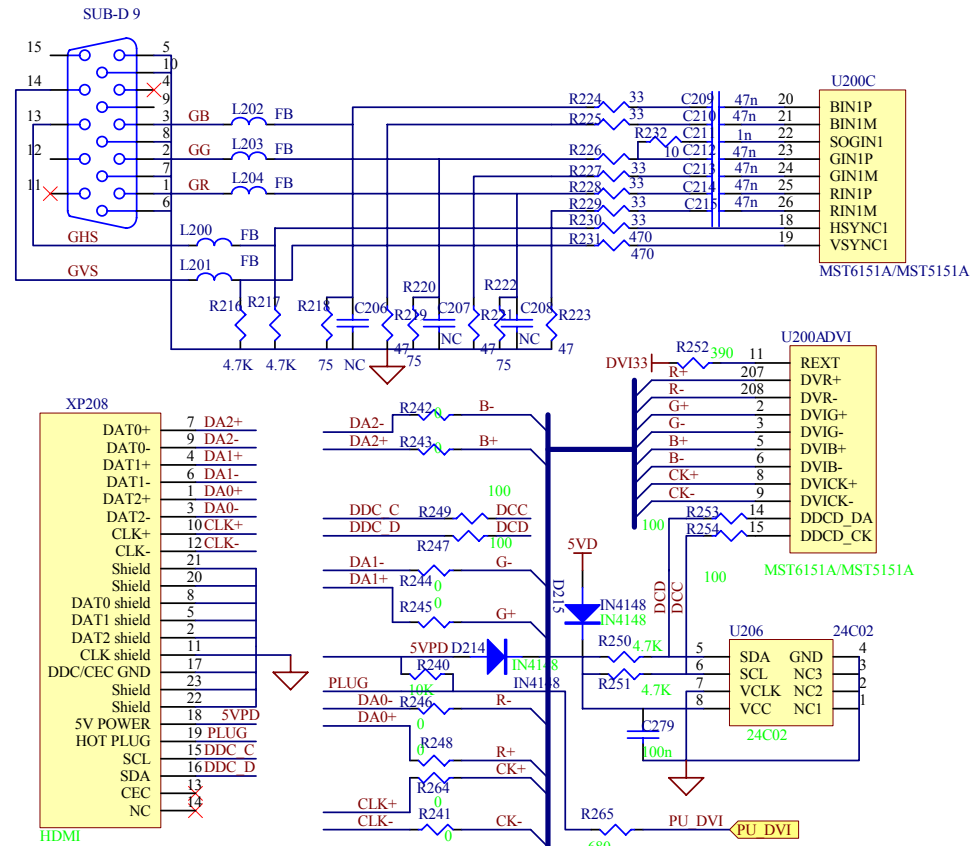 SUB-D 9
15
14
13
12
11
5
10
4
9
3
8
2
7
1
6
GB
L202
FB
GG
L203
FB
GR
L204
FB
GHS
L200
FB
GVS
L201
FB
R224
33
C209
47n
20
R225
33
C210
47n
21
R232
10
C211
1n
22
R226
C212
47n
23
R227
33
C213
47n
24
R228
33
C214
47n
25
R229
33
C215
47n
26
R230
33
18
R231
470
19
470
U200C
BIN1P
BIN1M
SOGIN1
GIN1P
GIN1M
RIN1P
RIN1M
HSYNC1
VSYNC1
MST6151A/MST5151A
R216
4.7K
R217
4.7K
R218
75
C206
NC
R219
47
R220
75
C207
NC
R221
47
R222
75
C208
NC
R223
47
XP208
DAT0+
7
DA2+
DAT0-
9
DA2-
DAT1+
4
DA1+
DAT1-
6
DA1-
DAT2+
1
DA0+
DAT2-
3
DA0-
CLK+
10
CLK+
CLK-
12
CLK-
Shield
21
Shield
20
DAT0 shield
8
DAT1 shield
5
DAT2 shield
2
CLK shield
11
DDC/CEC GND
17
Shield
23
Shield
22
5V POWER
18
5VPD
HOT PLUG
19
PLUG
SCL
15
DDC_C
SDA
16
DDC_D
CEC
13
NC
14
HDMI
DA2-
R242
0
B-
DA2+
R243
0
B+
100
DDC_C
R249
DCC
DDC_D
R247
100
DCD
DA1-
R244
0
G-
DA1+
R245
0
G+
5VPD
D214
IN4148
IN4148
R240
10K
PLUG
DA0-
R246
0
R-
DA0+
R248
0
R+
R264
0
CK+
CLK+
CLK-
R241
0
CK-
D215
5VD
IN4148
IN4148
R250
4.7K
R251
4.7K
DCD
DCC
C279
100n
R265
680
PU_DVI
PU_DVI
U200ADVI
DVI33
R252
390
11
REXT
R+
207
DVR+
R-
208
DVR-
G+
2
DVIG+
G-
3
DVIG-
B+
5
DVIB+
B-
6
DVIB-
CK+
8
DVICK+
CK-
9
DVICK-
R253
14
DDCD_DA
100
R254
15
DDCD_CK
100
MST6151A/MST5151A
U206
24C02
5
SDA
GND
4
6
SCL
NC3
3
7
VCLK
NC2
2
8
VCC
NC1
1
24C02